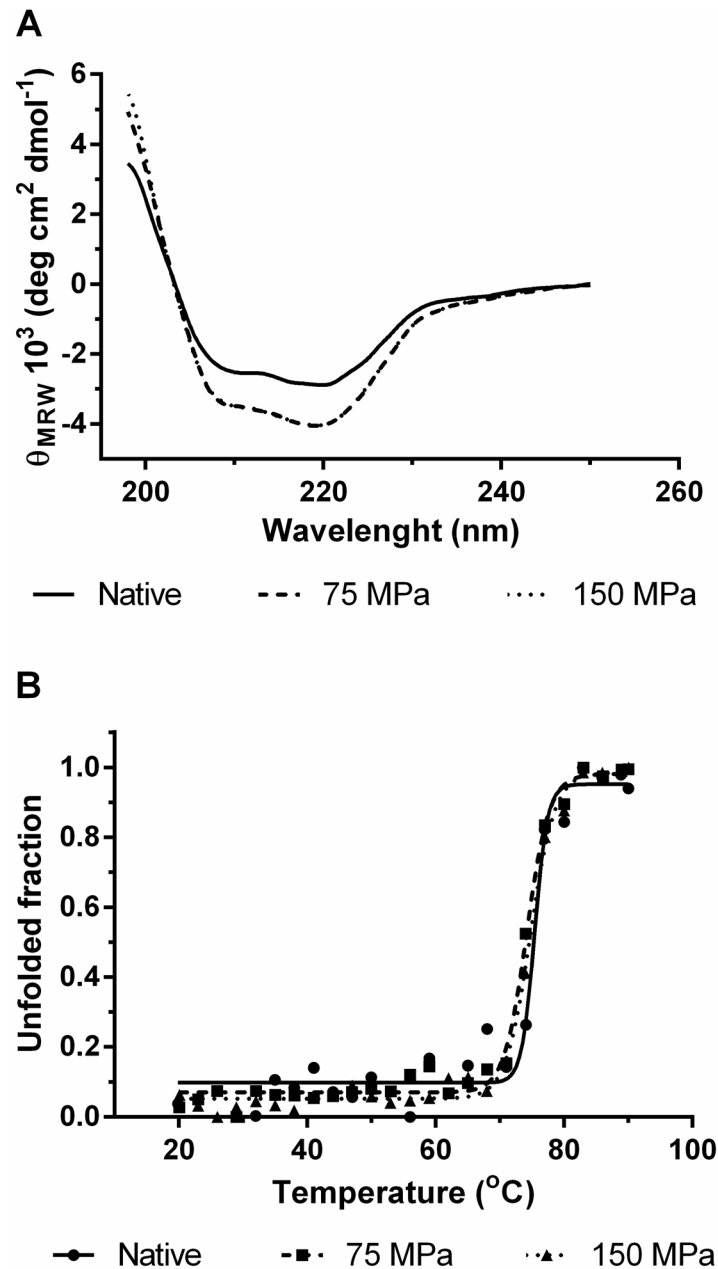 A
6
4
2
0
-2
-4
θMRW 10³ (deg cm² dmol⁻¹)
200 220 240 260
Wavelenght (nm)
Native 75 MPa 150 MPa
B
1.0
0.8
0.6
0.4
0.2
0.0
Unfolded fraction
20 40 60 80 100
Temperature (°C)
Native 75 MPa 150 MPa